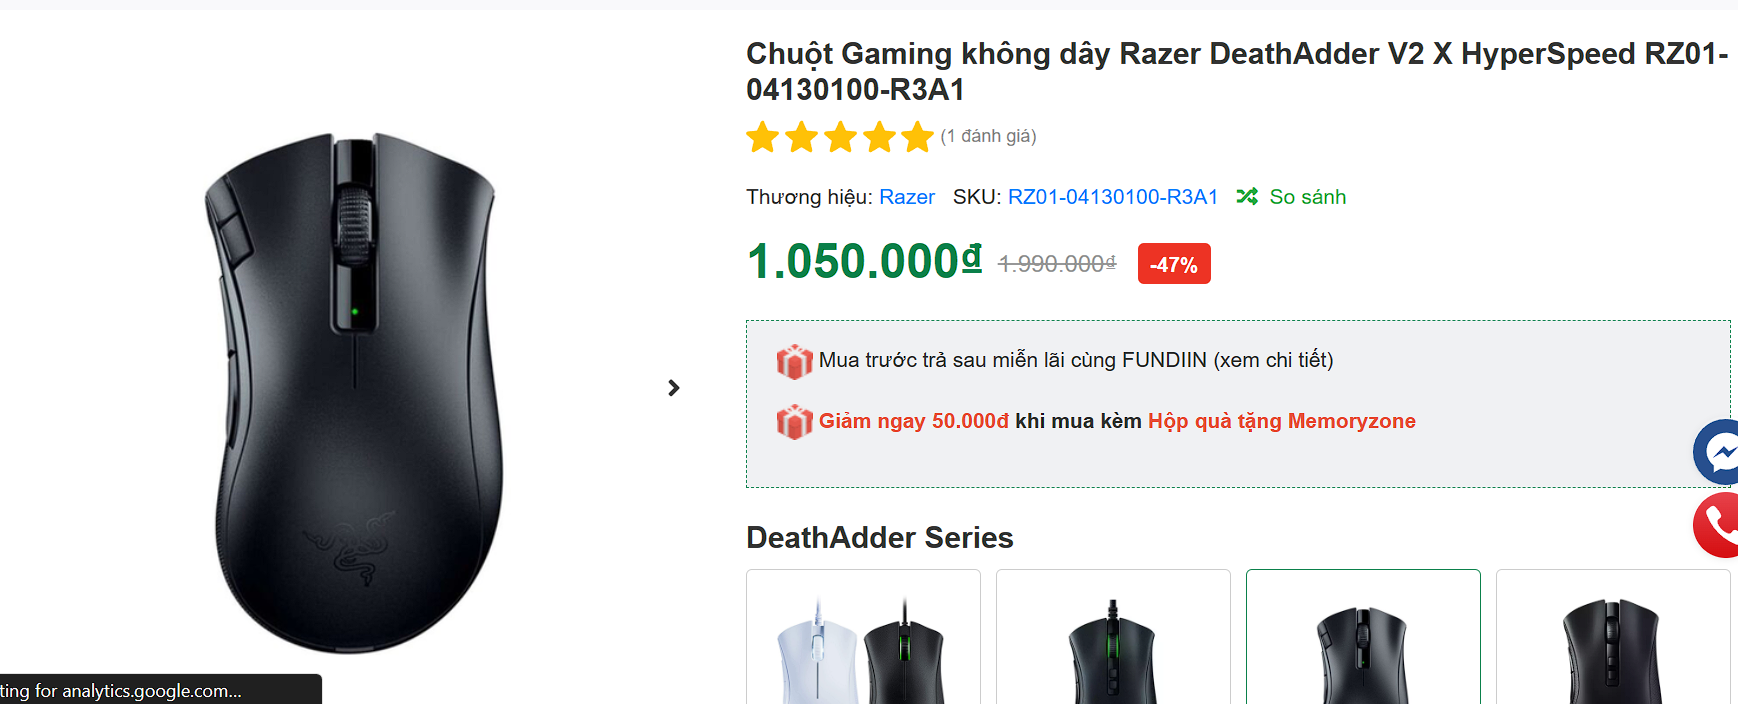 Chuột Gaming không dây Razer DeathAdder V2 X HyperSpeed RZ01-
04130100-R3A1
(1 đánh giá)
Thương hiệu: Razer SKU: RZ01-04130100-R3A1 So sánh
1.050.000₫ 1.990.000₫ -47%
Mua trước trả sau miễn lãi cùng FUNDIIN (xem chi tiết)
Giảm ngay 50.000đ khi mua kèm Hộp quà tặng Memoryzone
DeathAdder Series
ting for analytics.google.com...